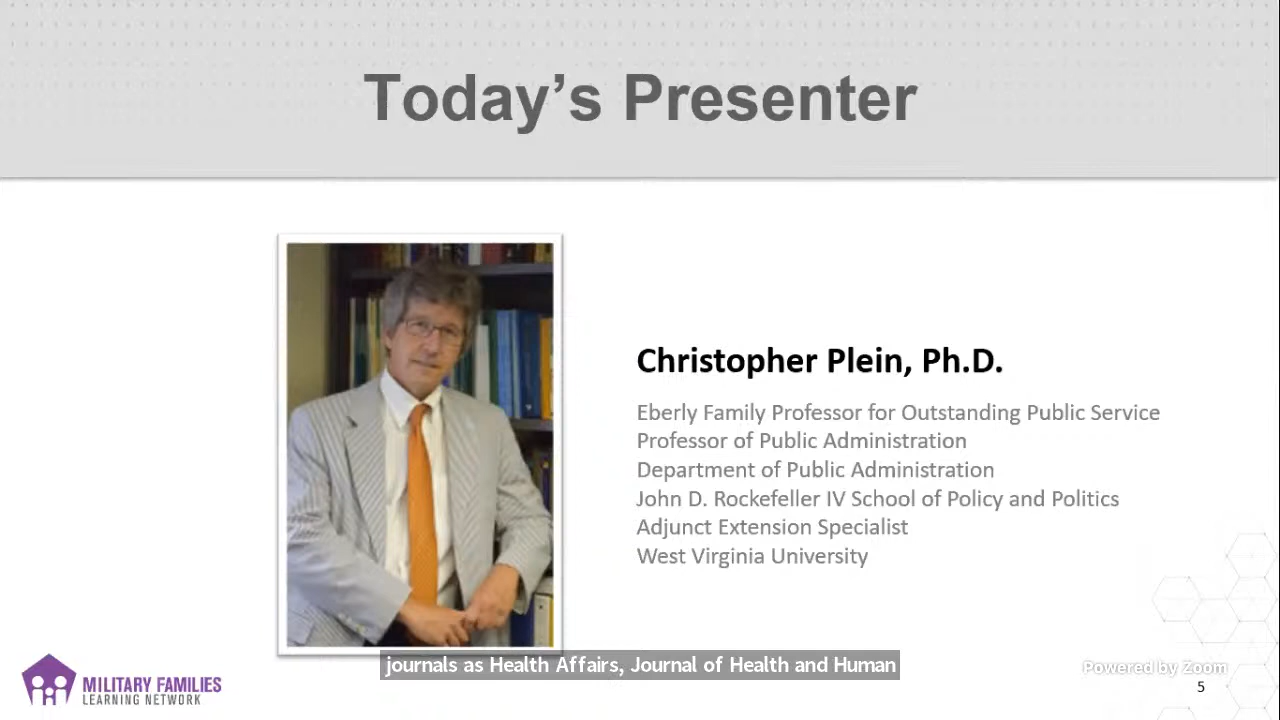 Today’s Presenter
Christopher Plein, Ph.D.
Eberly Family Professor for Outstanding Public Service
Professor of Public Administration
Department of Public Administration
John D. Rockefeller IV School of Policy and Politics
Adjunct Extension Specialist
West Virginia University
journals as Health Affairs, Journal of Health and Human
MILITARY FAMILIES
LEARNING NETWORK
Powered by Zoom
5